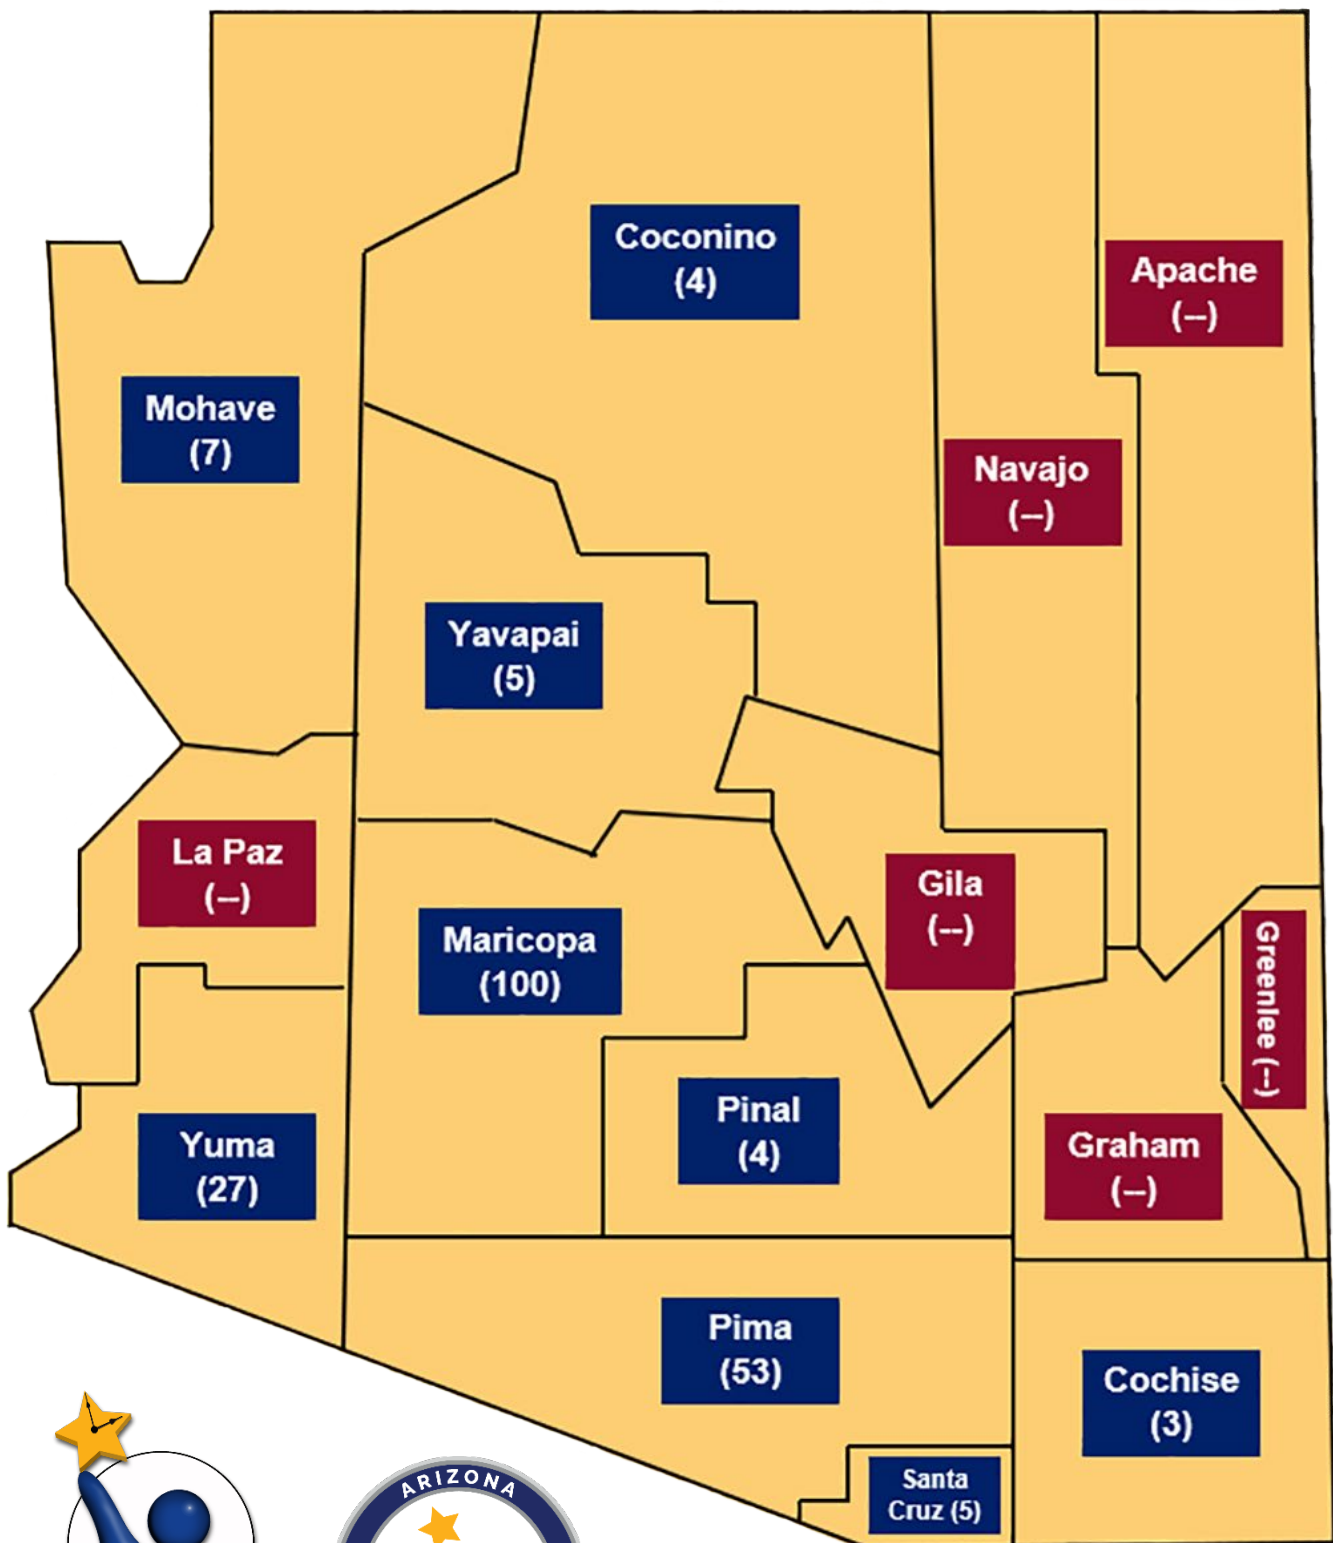 Coconino
(4)
Apache
(--)
Mohave
(7)
Navajo
(--)
Yavapai
(5)
La Paz
(--)
Gila
(--)
Maricopa
(100)
Greenlee (--)
Pinal
(4)
Yuma
(27)
Graham
(--)
Pima
(53)
Cochise
(3)
Santa
Cruz (5)
ARIZONA